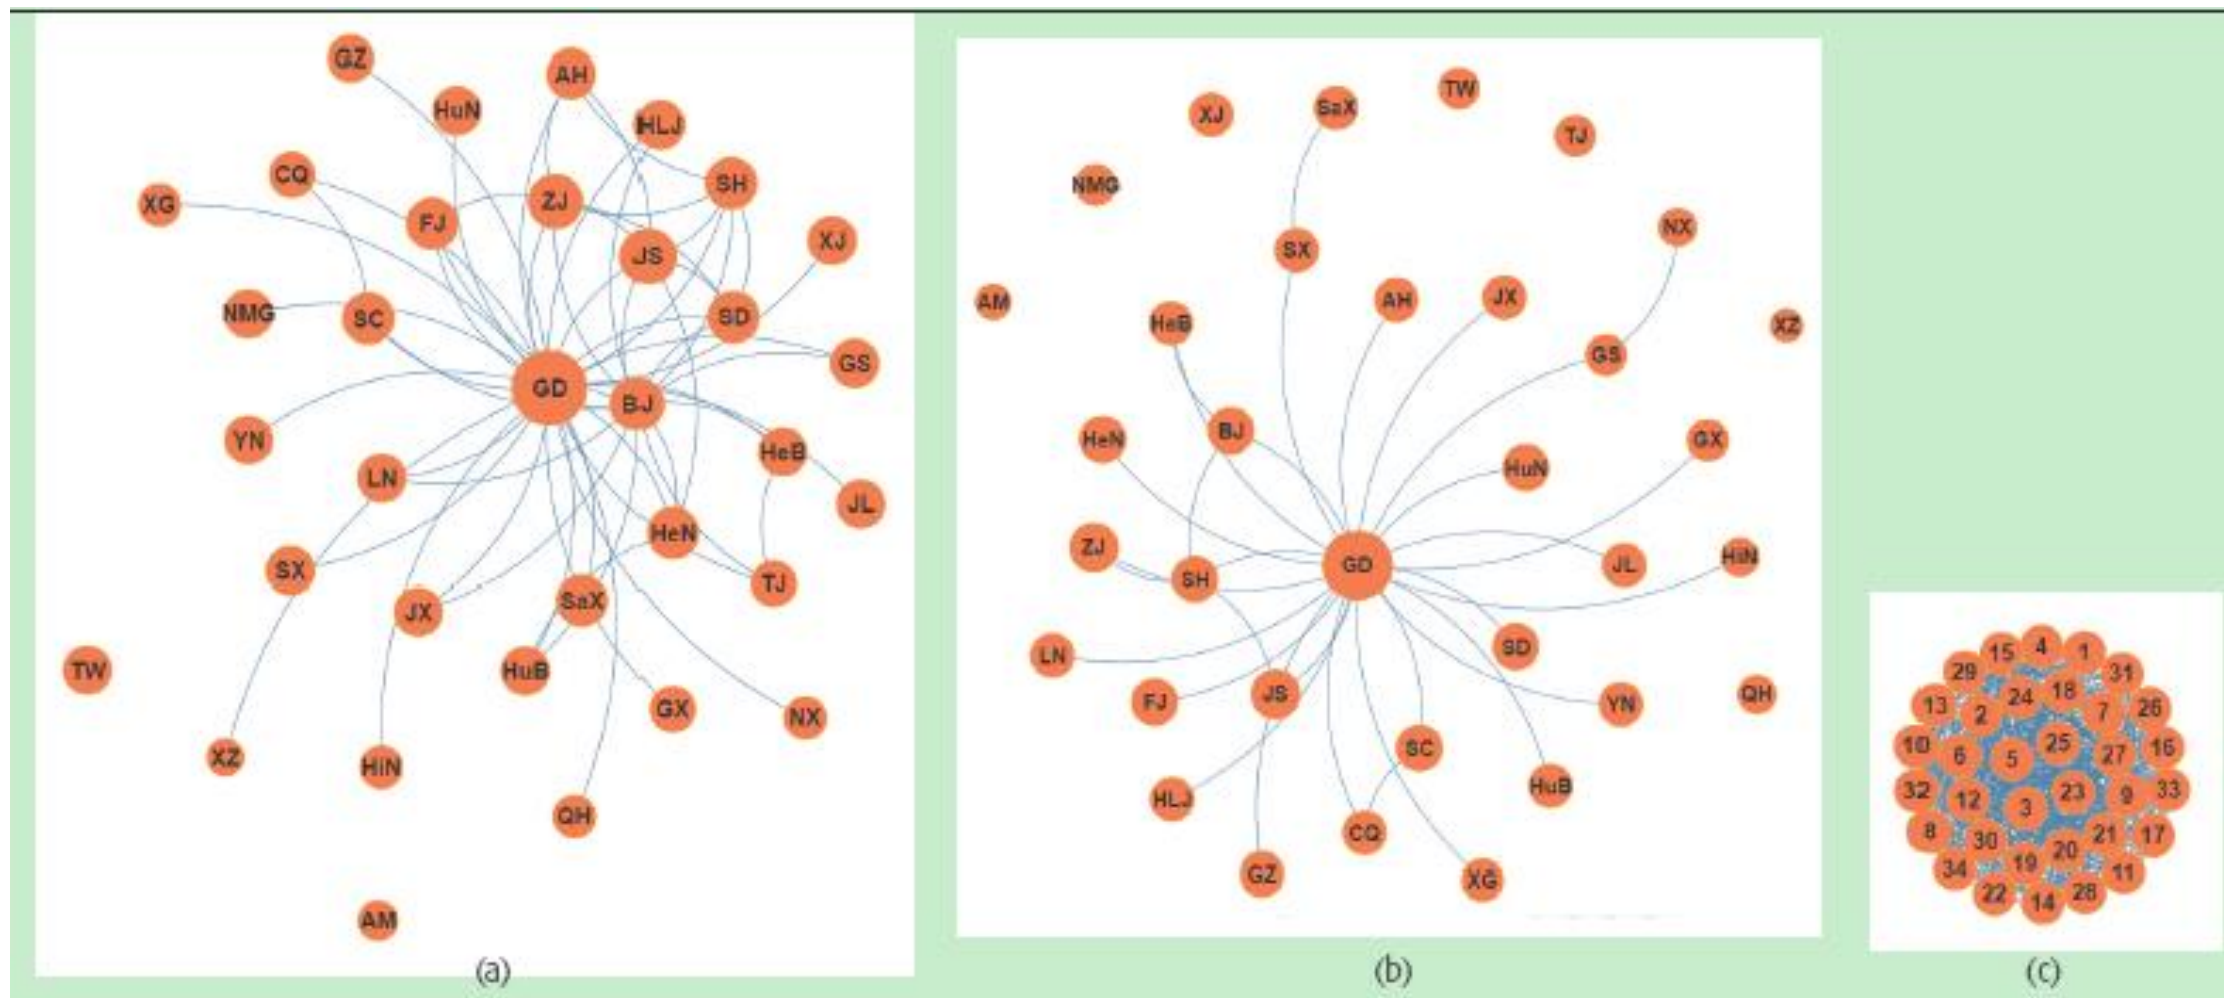 GZ
AH
HuN
HLJ
CQ
SH
XG
ZJ
FJ
XJ
JS
NMG
SC
SD
GS
GD
BJ
YN
HeB
LN
JL
HeN
SX
TJ
SaX
JX
TW
HuB
GX
NX
XZ
HiN
QH
AM
(a)
TW
SaX
XJ
TJ
NMG
NX
SX
AH
JX
AM
HeB
XZ
GS
BJ
HeN
GX
HuN
ZJ
HiN
GD
JL
SH
SD
LN
JS
QH
FJ
YN
SC
HuB
HLJ
CQ
GZ
XG
(b)
4
15
1
29
31
18
24
13
2
7
26
25
10
6
5
27
16
32
12
3
23
9
33
8
30
21
17
20
19
34
11
22
28
14
(c)